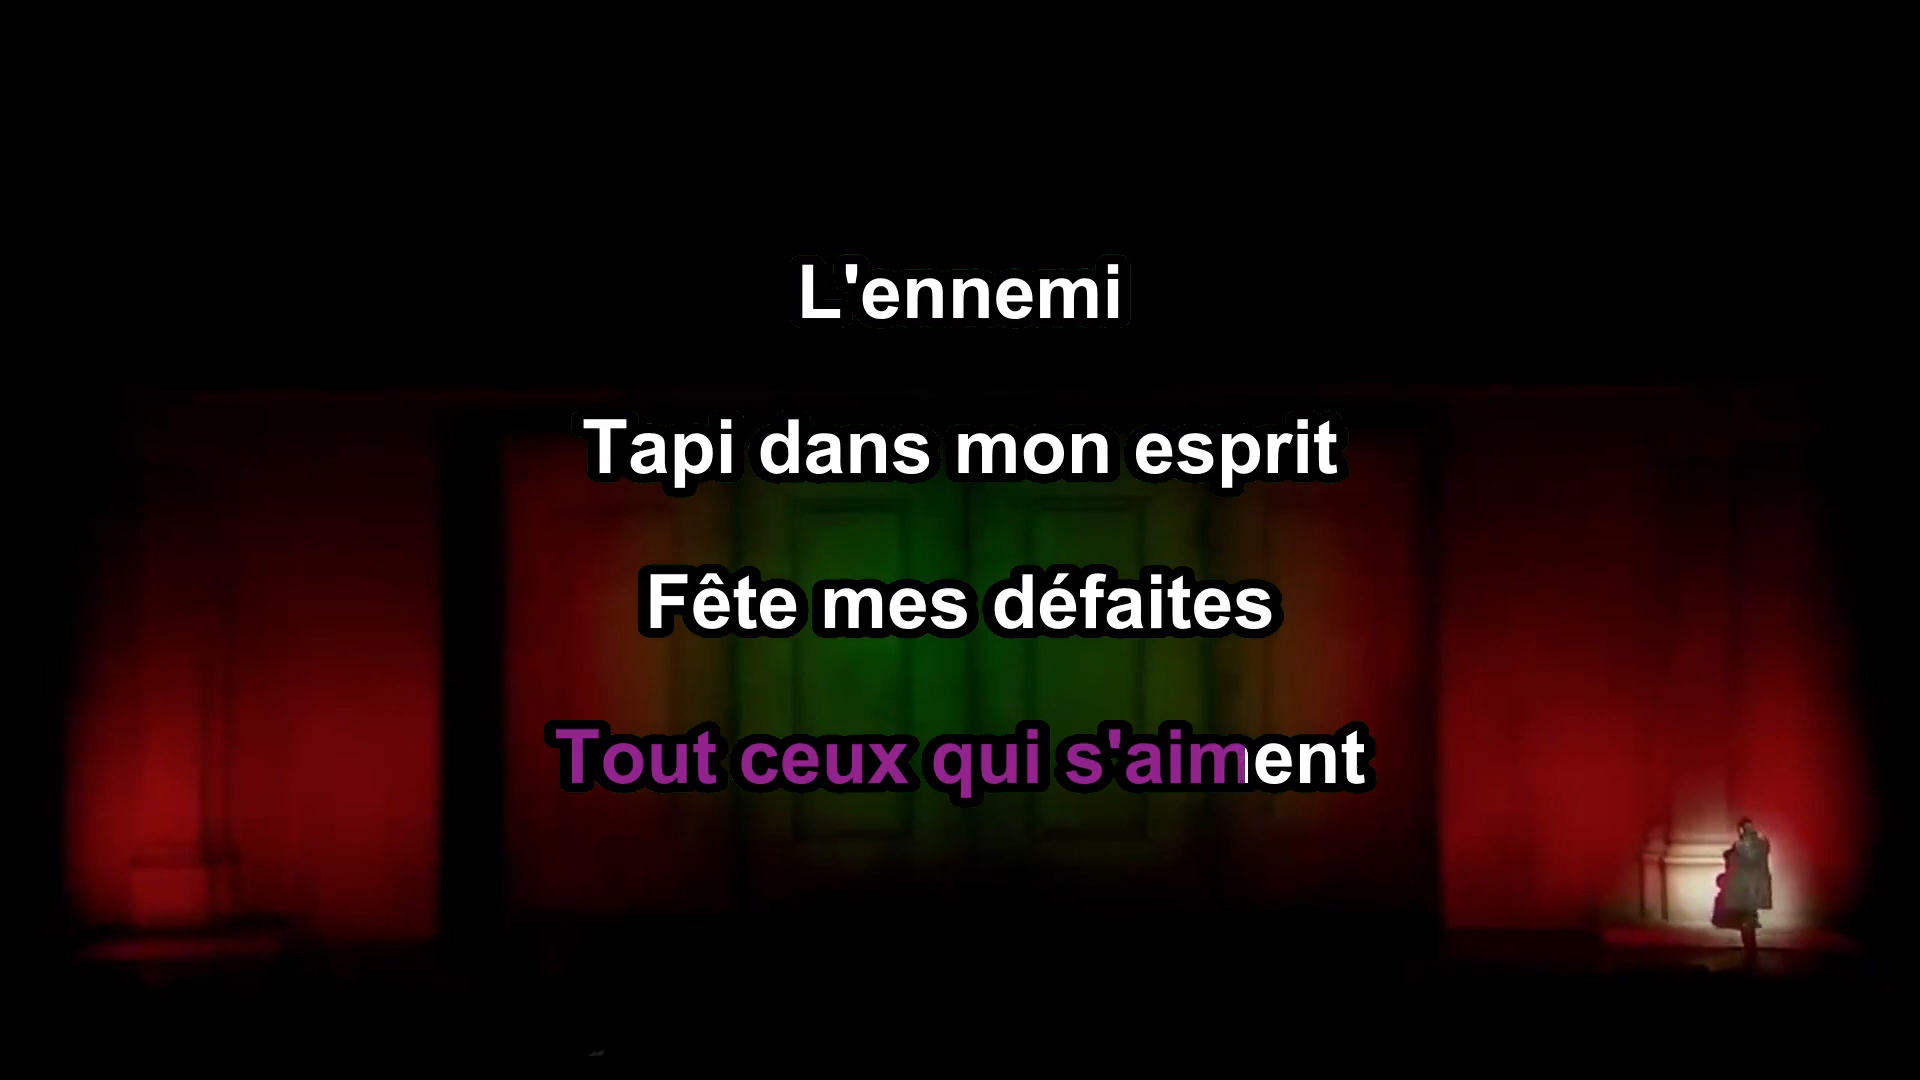 L'ennemi
Tapi dans mon esprit
Fête mes défaites
Tout ceux qui s'aiment